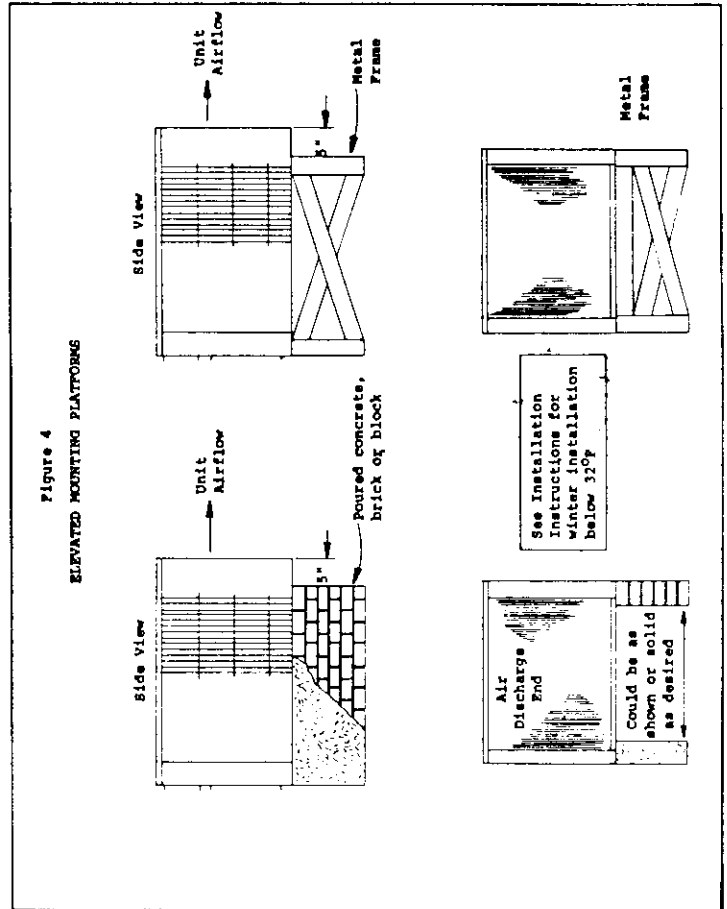 Figure 4
ELEVATED MOUNTING PLATFORMS
Side View
Unit
Airflow
5"
Poured concrete,
brick or block
Side View
Unit
Airflow
5"
Metal
Frame
Air
Discharge
End
Could be as
shown or solid
as desired
See Installation
Instructions for
winter installation
below 32°F
Metal
Frame